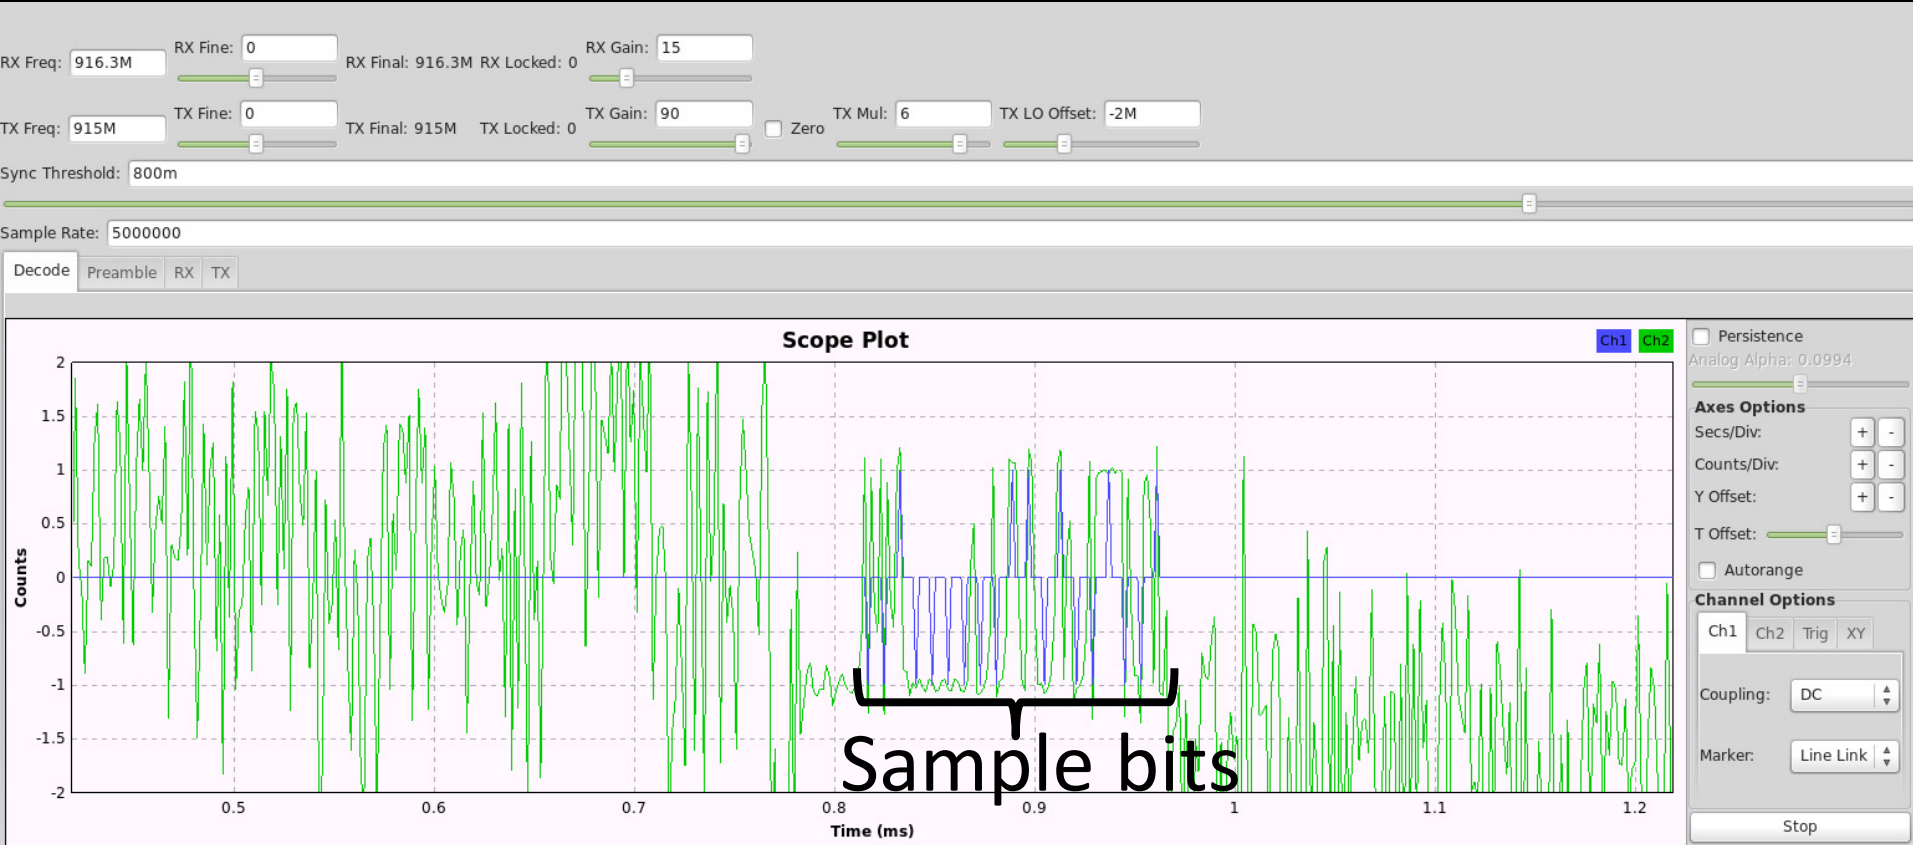 RX Freq: 916.3M RX Fine: 0 RX Final: 916.3M RX Locked: 0 RX Gain: 15
TX Freq: 915M TX Fine: 0 TX Final: 915M TX Locked: 0 TX Gain: 90 Zero TX Mul: 6 TX LO Offset: -2M
Sync Threshold: 800m
Sample Rate: 5000000
Decode Preamble RX TX
Scope Plot
Ch1 Ch2
2
1.5
1
0.5
0
-0.5
-1
-1.5
-2
Counts
Sample bits
0.5 0.6 0.7 0.8 0.9 1 1.1 1.2
Time (ms)
Persistence
Analog Alpha: 0.0994
Axes Options
Secs/Div: + -
Counts/Div: + -
Y Offset: + -
T Offset:
Autorange
Channel Options
Ch1 Ch2 Trig XY
Coupling: DC
Marker: Line Link
Stop